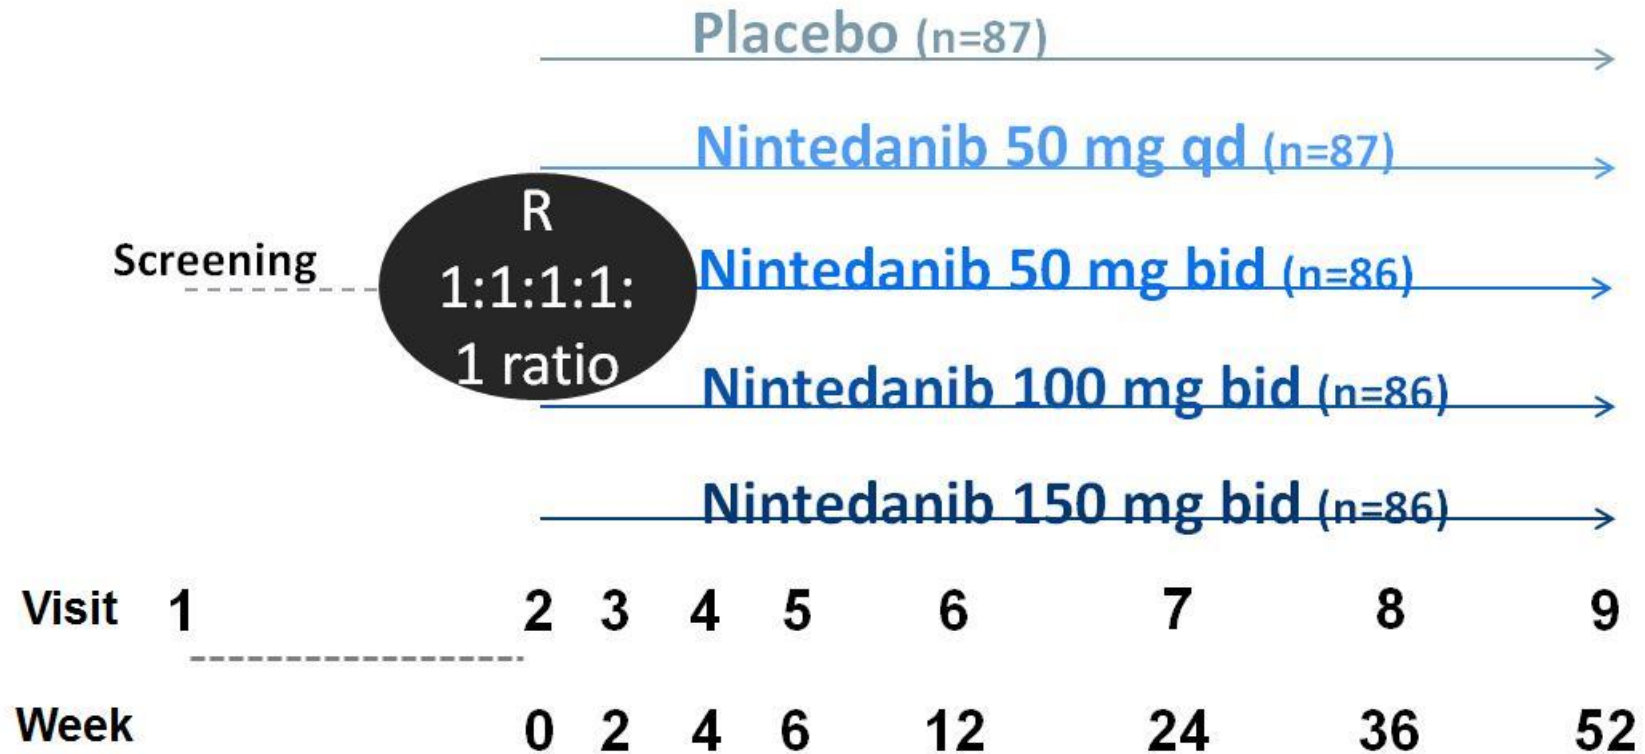 Placebo (n=87)
Nintedanib 50 mg qd (n=87)
R
1:1:1:1:
1 ratio
Screening
Nintedanib 50 mg bid (n=86)
Nintedanib 100 mg bid (n=86)
Nintedanib 150 mg bid (n=86)
Visit 1 2 3 4 5 6 7 8 9
Week 0 2 4 6 12 24 36 52